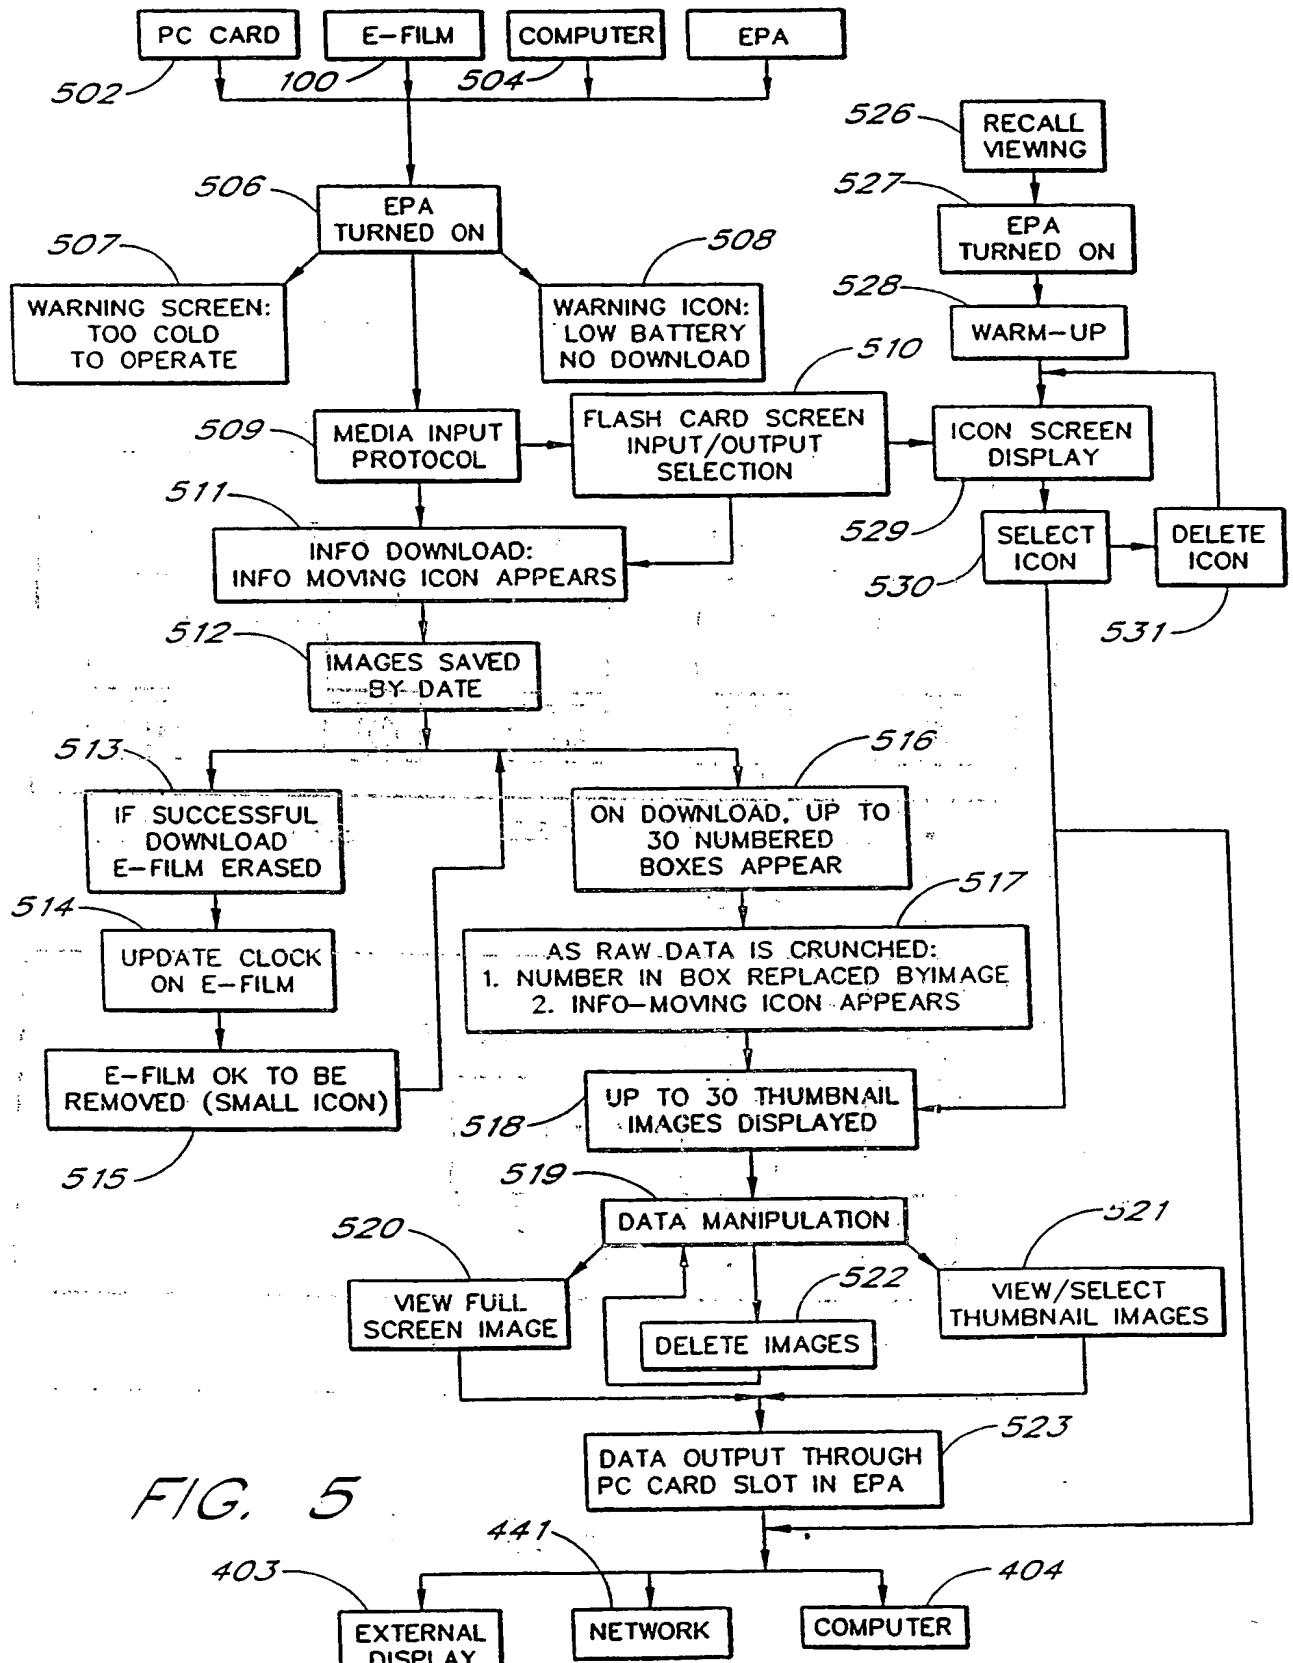 PC CARD
E-FILM
COMPUTER
EPA
502
100
504
526
RECALL
VIEWING
506
EPA
TURNED ON
527
EPA
TURNED ON
507
508
WARNING SCREEN:
TOO COLD
TO OPERATE
WARNING ICON:
LOW BATTERY
NO DOWNLOAD
528
WARM-UP
510
509
MEDIA INPUT
PROTOCOL
FLASH CARD SCREEN
INPUT/OUTPUT
SELECTION
ICON SCREEN
DISPLAY
511
529
INFO DOWNLOAD:
INFO MOVING ICON APPEARS
SELECT
ICON
DELETE
ICON
530
531
512
IMAGES SAVED
BY DATE
513
516
IF SUCCESSFUL
DOWNLOAD
E-FILM ERASED
ON DOWNLOAD, UP TO
30 NUMBERED
BOXES APPEAR
514
517
UPDATE CLOCK
ON E-FILM
AS RAW DATA IS CRUNCHED:
1. NUMBER IN BOX REPLACED BYIMAGE
2. INFO-MOVING ICON APPEARS
E-FILM OK TO BE
REMOVED (SMALL ICON)
515
518
UP TO 30 THUMBNAIL
IMAGES DISPLAYED
519
DATA MANIPULATION
520
521
522
VIEW FULL
SCREEN IMAGE
DELETE IMAGES
VIEW/SELECT
THUMBNAIL IMAGES
523
DATA OUTPUT THROUGH
PC CARD SLOT IN EPA
FIG. 5
441
403
404
EXTERNAL
DISPLAY
NETWORK
COMPUTER